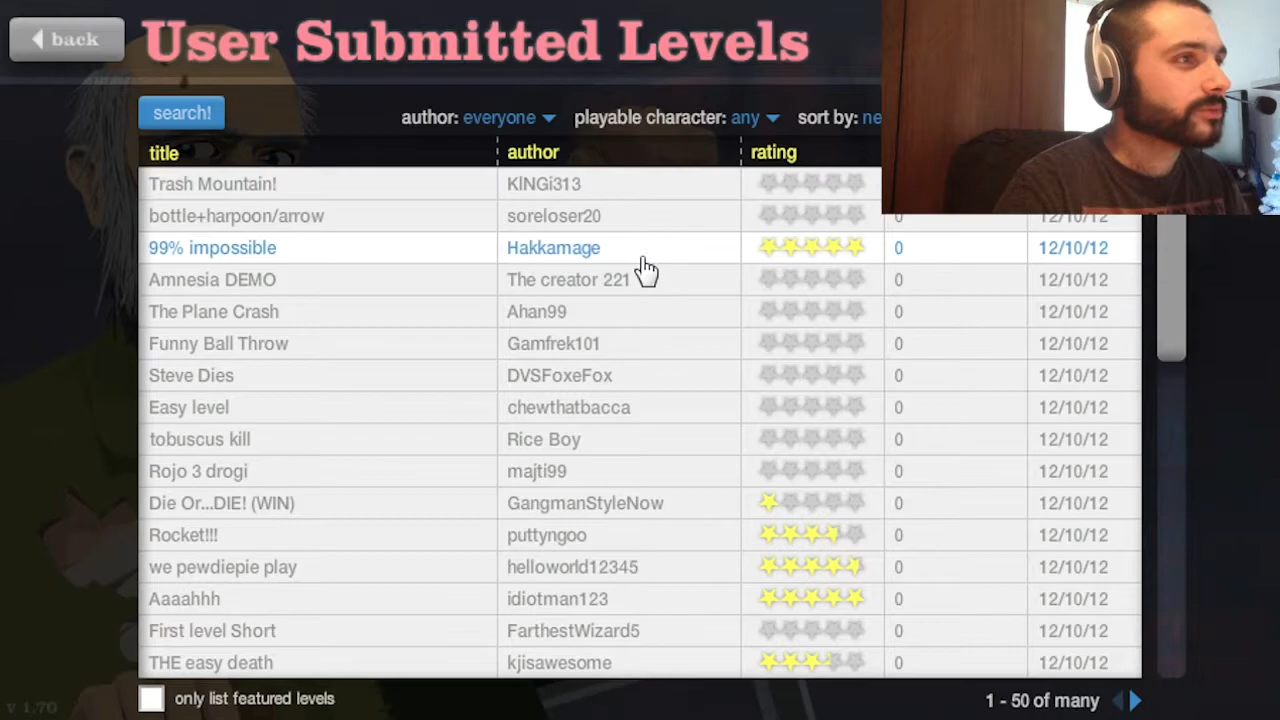 back
User Submitted Levels
search!
author: everyone playable character: any sort by: ne
title author rating
Trash Mountain! KlNGi313
bottle+harpoon/arrow soreloser20 0 12/10/12
99% impossible Hakkamage 0 12/10/12
Amnesia DEMO The creator 221 0 12/10/12
The Plane Crash Ahan99 0 12/10/12
Funny Ball Throw Gamfrek101 0 12/10/12
Steve Dies DVSFoxeFox 0 12/10/12
Easy level chewthatbacca 0 12/10/12
tobuscus kill Rice Boy 0 12/10/12
Rojo 3 drogi majti99 0 12/10/12
Die Or...DIE! (WIN) GangmanStyleNow 0 12/10/12
Rocket!!! puttyngoo 0 12/10/12
we pewdiepie play helloworld12345 0 12/10/12
Aaaahhh idiotman123 0 12/10/12
First level Short FarthestWizard5 0 12/10/12
THE easy death kjisawesome 0 12/10/12
only list featured levels 1 - 50 of many
v 1.70